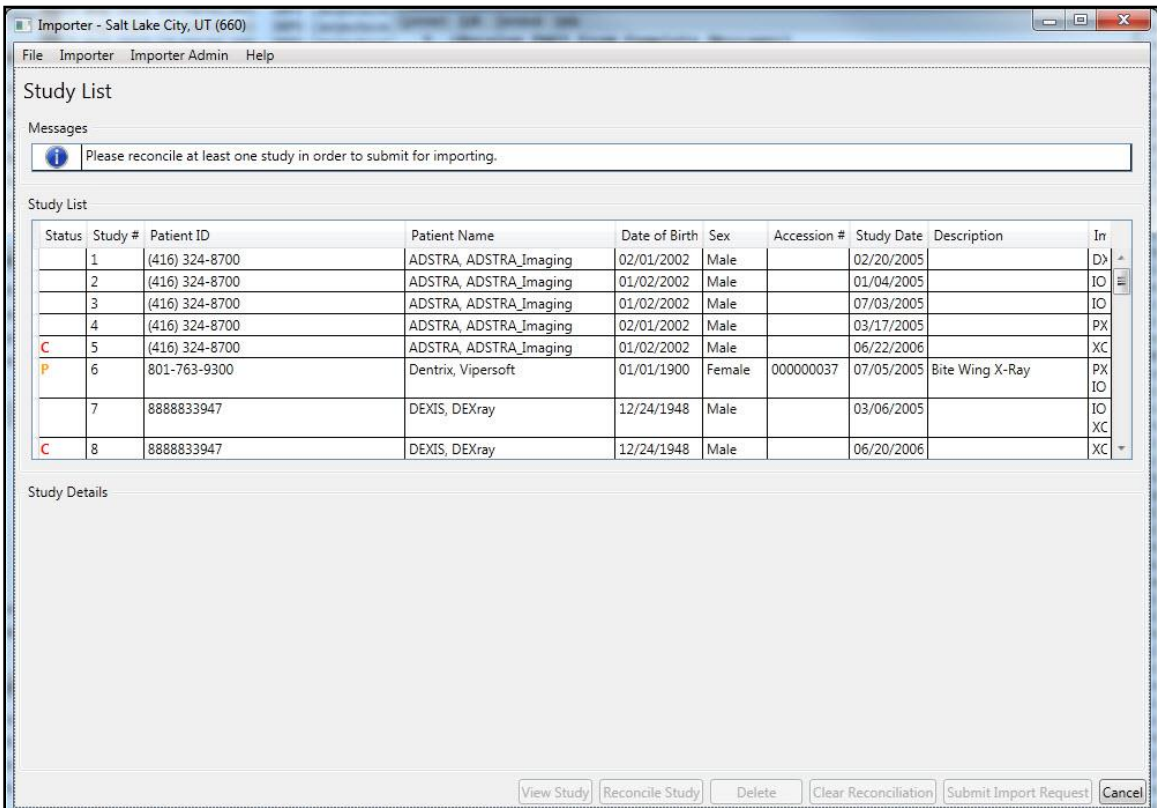 Importer - Salt Lake City, UT (660)
File Importer Importer Admin Help
Study List
Messages
Please reconcile at least one study in order to submit for importing.
Study List
Status Study # Patient ID Patient Name Date of Birth Sex Accession # Study Date Description
1 (416) 324-8700 ADSTRA, ADSTRA_Imaging 02/01/2002 Male 02/20/2005
2 (416) 324-8700 ADSTRA, ADSTRA_Imaging 01/02/2002 Male 01/04/2005 IO
3 (416) 324-8700 ADSTRA, ADSTRA_Imaging 01/02/2002 Male 07/03/2005 IO
4 (416) 324-8700 ADSTRA, ADSTRA_Imaging 02/01/2002 Male 03/17/2005 PX
C 5 (416) 324-8700 ADSTRA, ADSTRA_Imaging 01/02/2002 Male 06/22/2006 XC
P 6 801-763-9300 Dentrix, Vipersoft 01/01/1900 Female 000000037 07/05/2005 Bite Wing X-Ray PX
IO
7 8888833947 DEXIS, DEXray 12/24/1948 Male 03/06/2005 IO
XC
C 8 8888833947 DEXIS, DEXray 12/24/1948 Male 06/20/2006 XC
Study Details
View Study Reconcile Study Delete Clear Reconciliation Submit Import Request Cancel